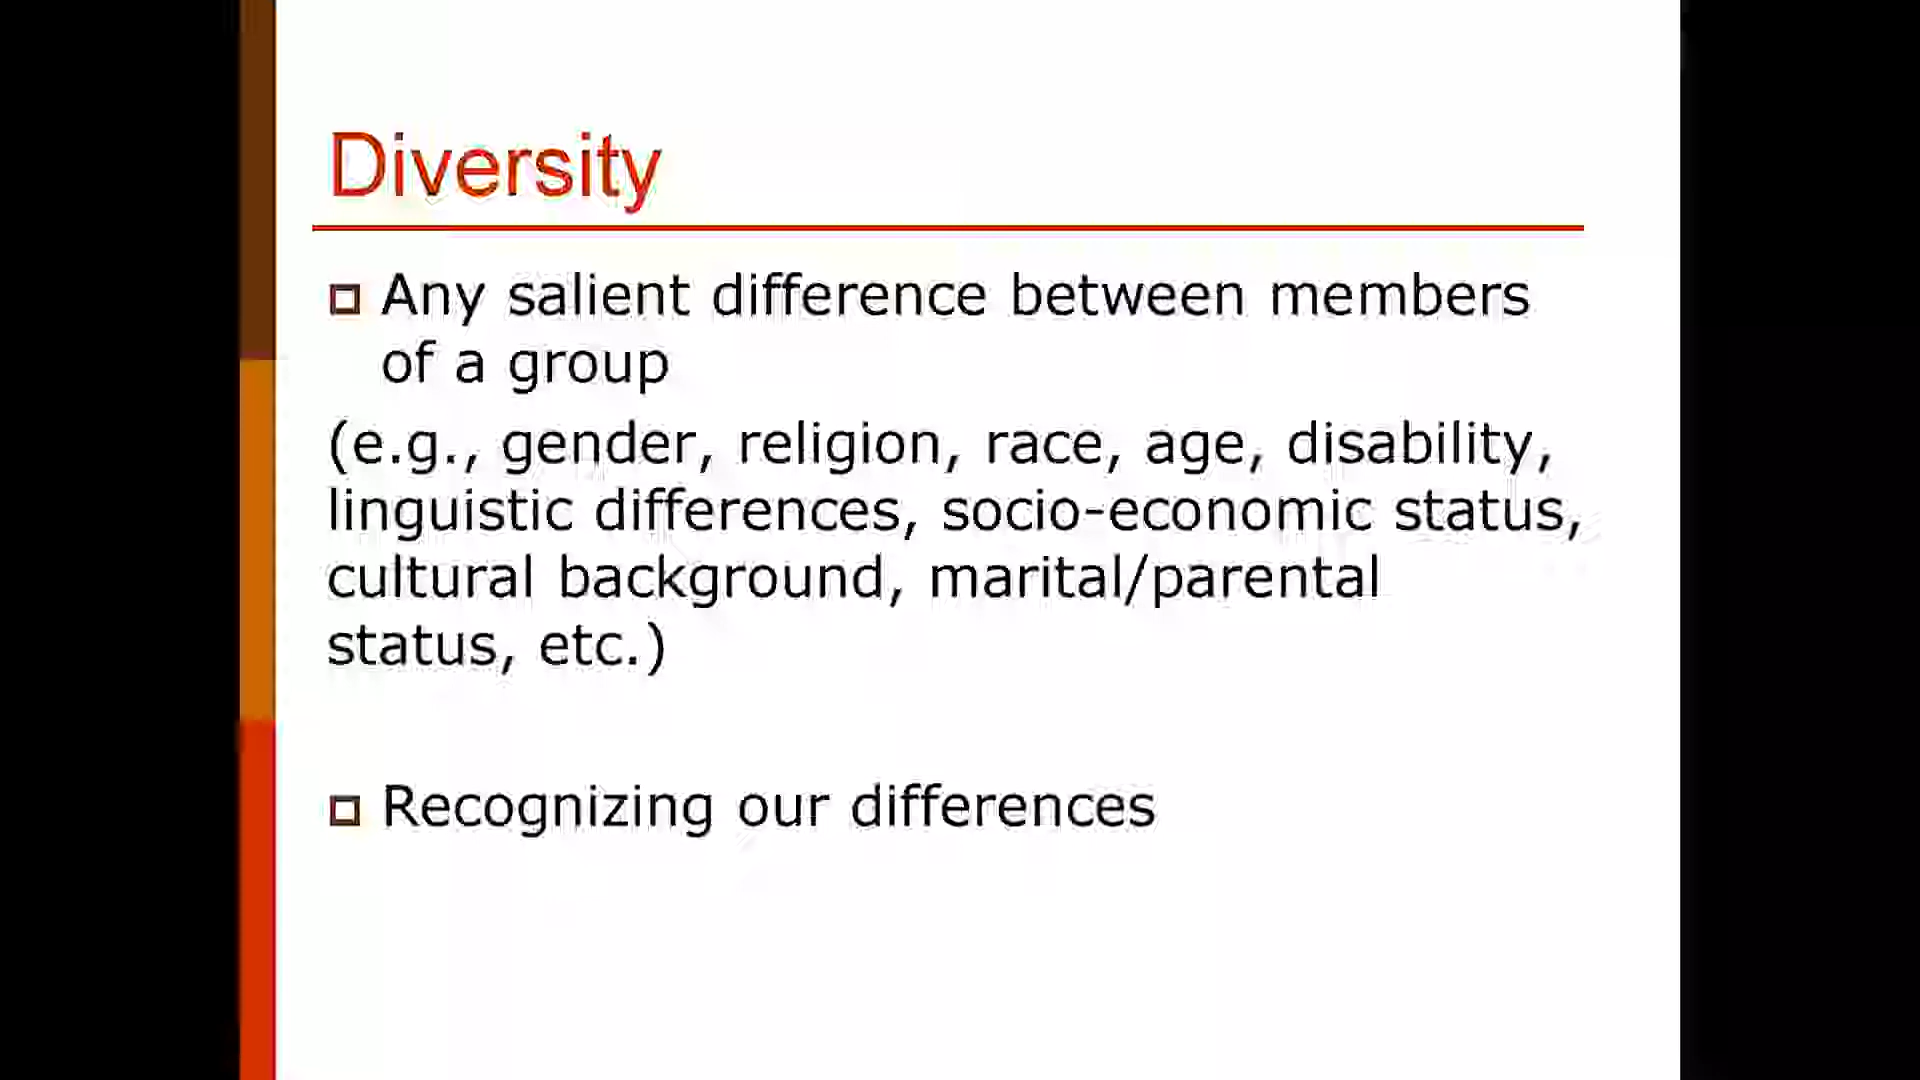 Diversity
Any salient difference between members
of a group
(e.g., gender, religion, race, age, disability,
linguistic differences, socio-economic status,
cultural background, marital/parental
status, etc.)
Recognizing our differences